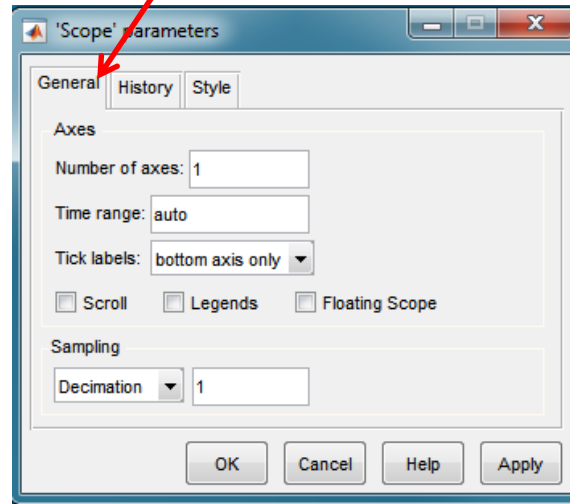 'Scope' parameters
General History Style
Axes
Number of axes: 1
Time range: auto
Tick labels: bottom axis only
Scroll Legends Floating Scope
Sampling
Decimation 1
OK Cancel Help Apply